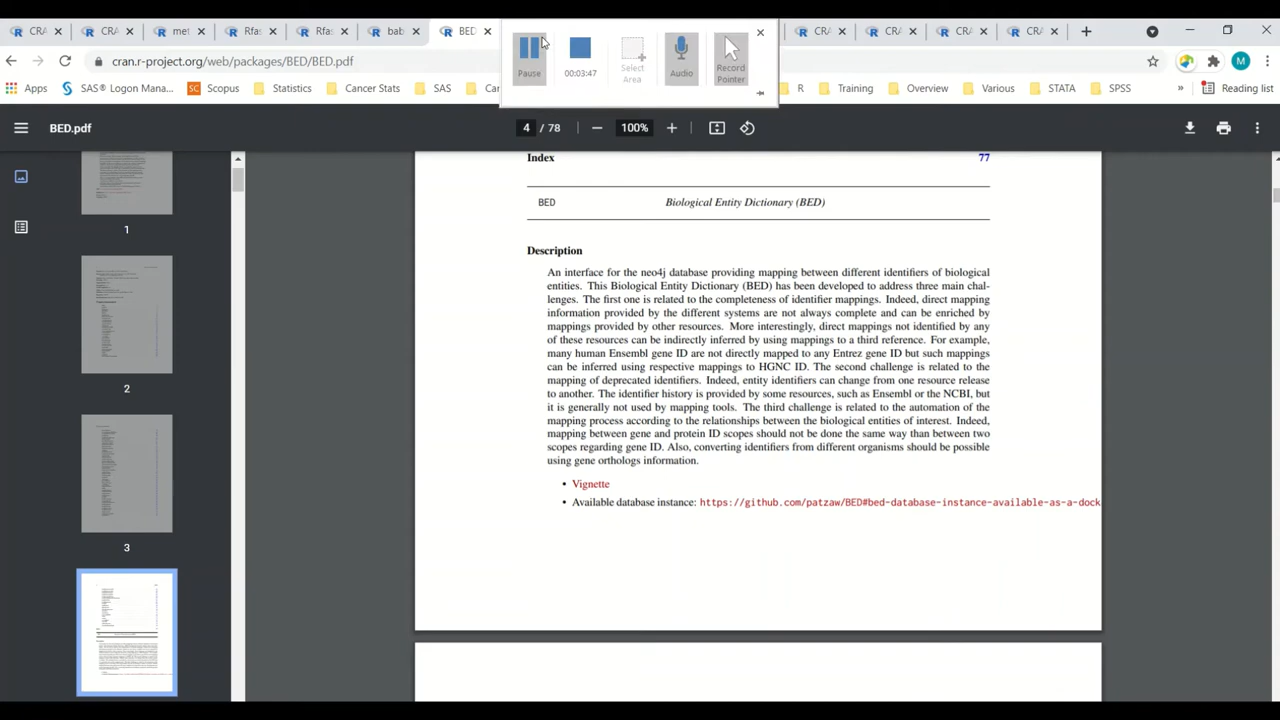 CRA
CRA
met
Rfas
Rfas
bab
BED
CRA
CRA
CRA
CRA
cran.r-project.org/web/packages/BED/BED.pdf
Pause
00:03:47
Select
Area
Audio
Record
Pointer
Apps
SAS® Logon Mana...
Scopus
Statistics
Cancer Stats
SAS
R
Training
Overview
Various
STATA
SPSS
»
Reading list
BED.pdf
4 / 78
100%
1
2
3
Index 77
BED Biological Entity Dictionary (BED)
Description
An interface for the neo4j database providing mapping between different identifiers of biological
entities. This Biological Entity Dictionary (BED) has been developed to address three main chal-
lenges. The first one is related to the completeness of identifier mappings. Indeed, direct mapping
information provided by the different systems are not always complete and can be enriched by
mappings provided by other resources. More interestingly, direct mappings not identified by any
of these resources can be indirectly inferred by using mappings to a third reference. For example,
many human Ensembl gene ID are not directly mapped to any Entrez gene ID but such mappings
can be inferred using respective mappings to HGNC ID. The second challenge is related to the
mapping of deprecated identifiers. Indeed, entity identifiers can change from one resource release
to another. The identifier history is provided by some resources, such as Ensembl or the NCBI, but
it is generally not used by mapping tools. The third challenge is related to the automation of the
mapping process according to the relationships between the biological entities of interest. Indeed,
mapping between gene and protein ID scopes should not be done the same way than between two
scopes regarding gene ID. Also, converting identifiers from different organisms should be possible
using gene orthologs information.
• Vignette
• Available database instance: https://github.com/patzaw/BED#bed-database-instance-available-as-a-dock